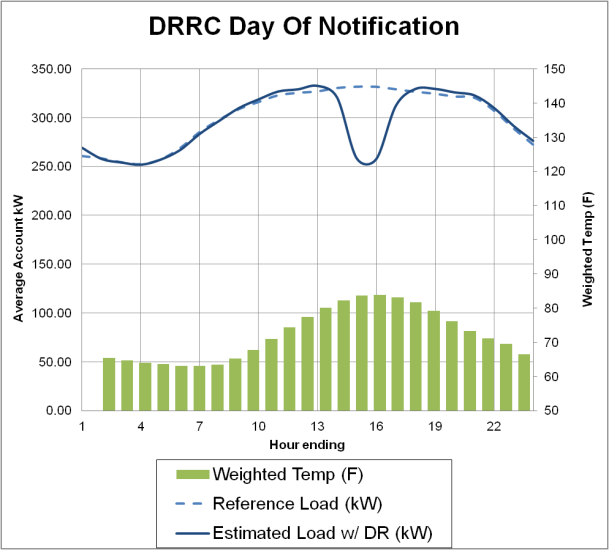 DRRC Day Of Notification
350.00
300.00
250.00
200.00
150.00
100.00
50.00
0.00
Average Account kW
150
140
130
120
110
100
90
80
70
60
50
Weighted Temp (F)
1 4 7 10 13 16 19 22
Hour ending
Weighted Temp (F)
Reference Load (kW)
Estimated Load w/ DR (kW)